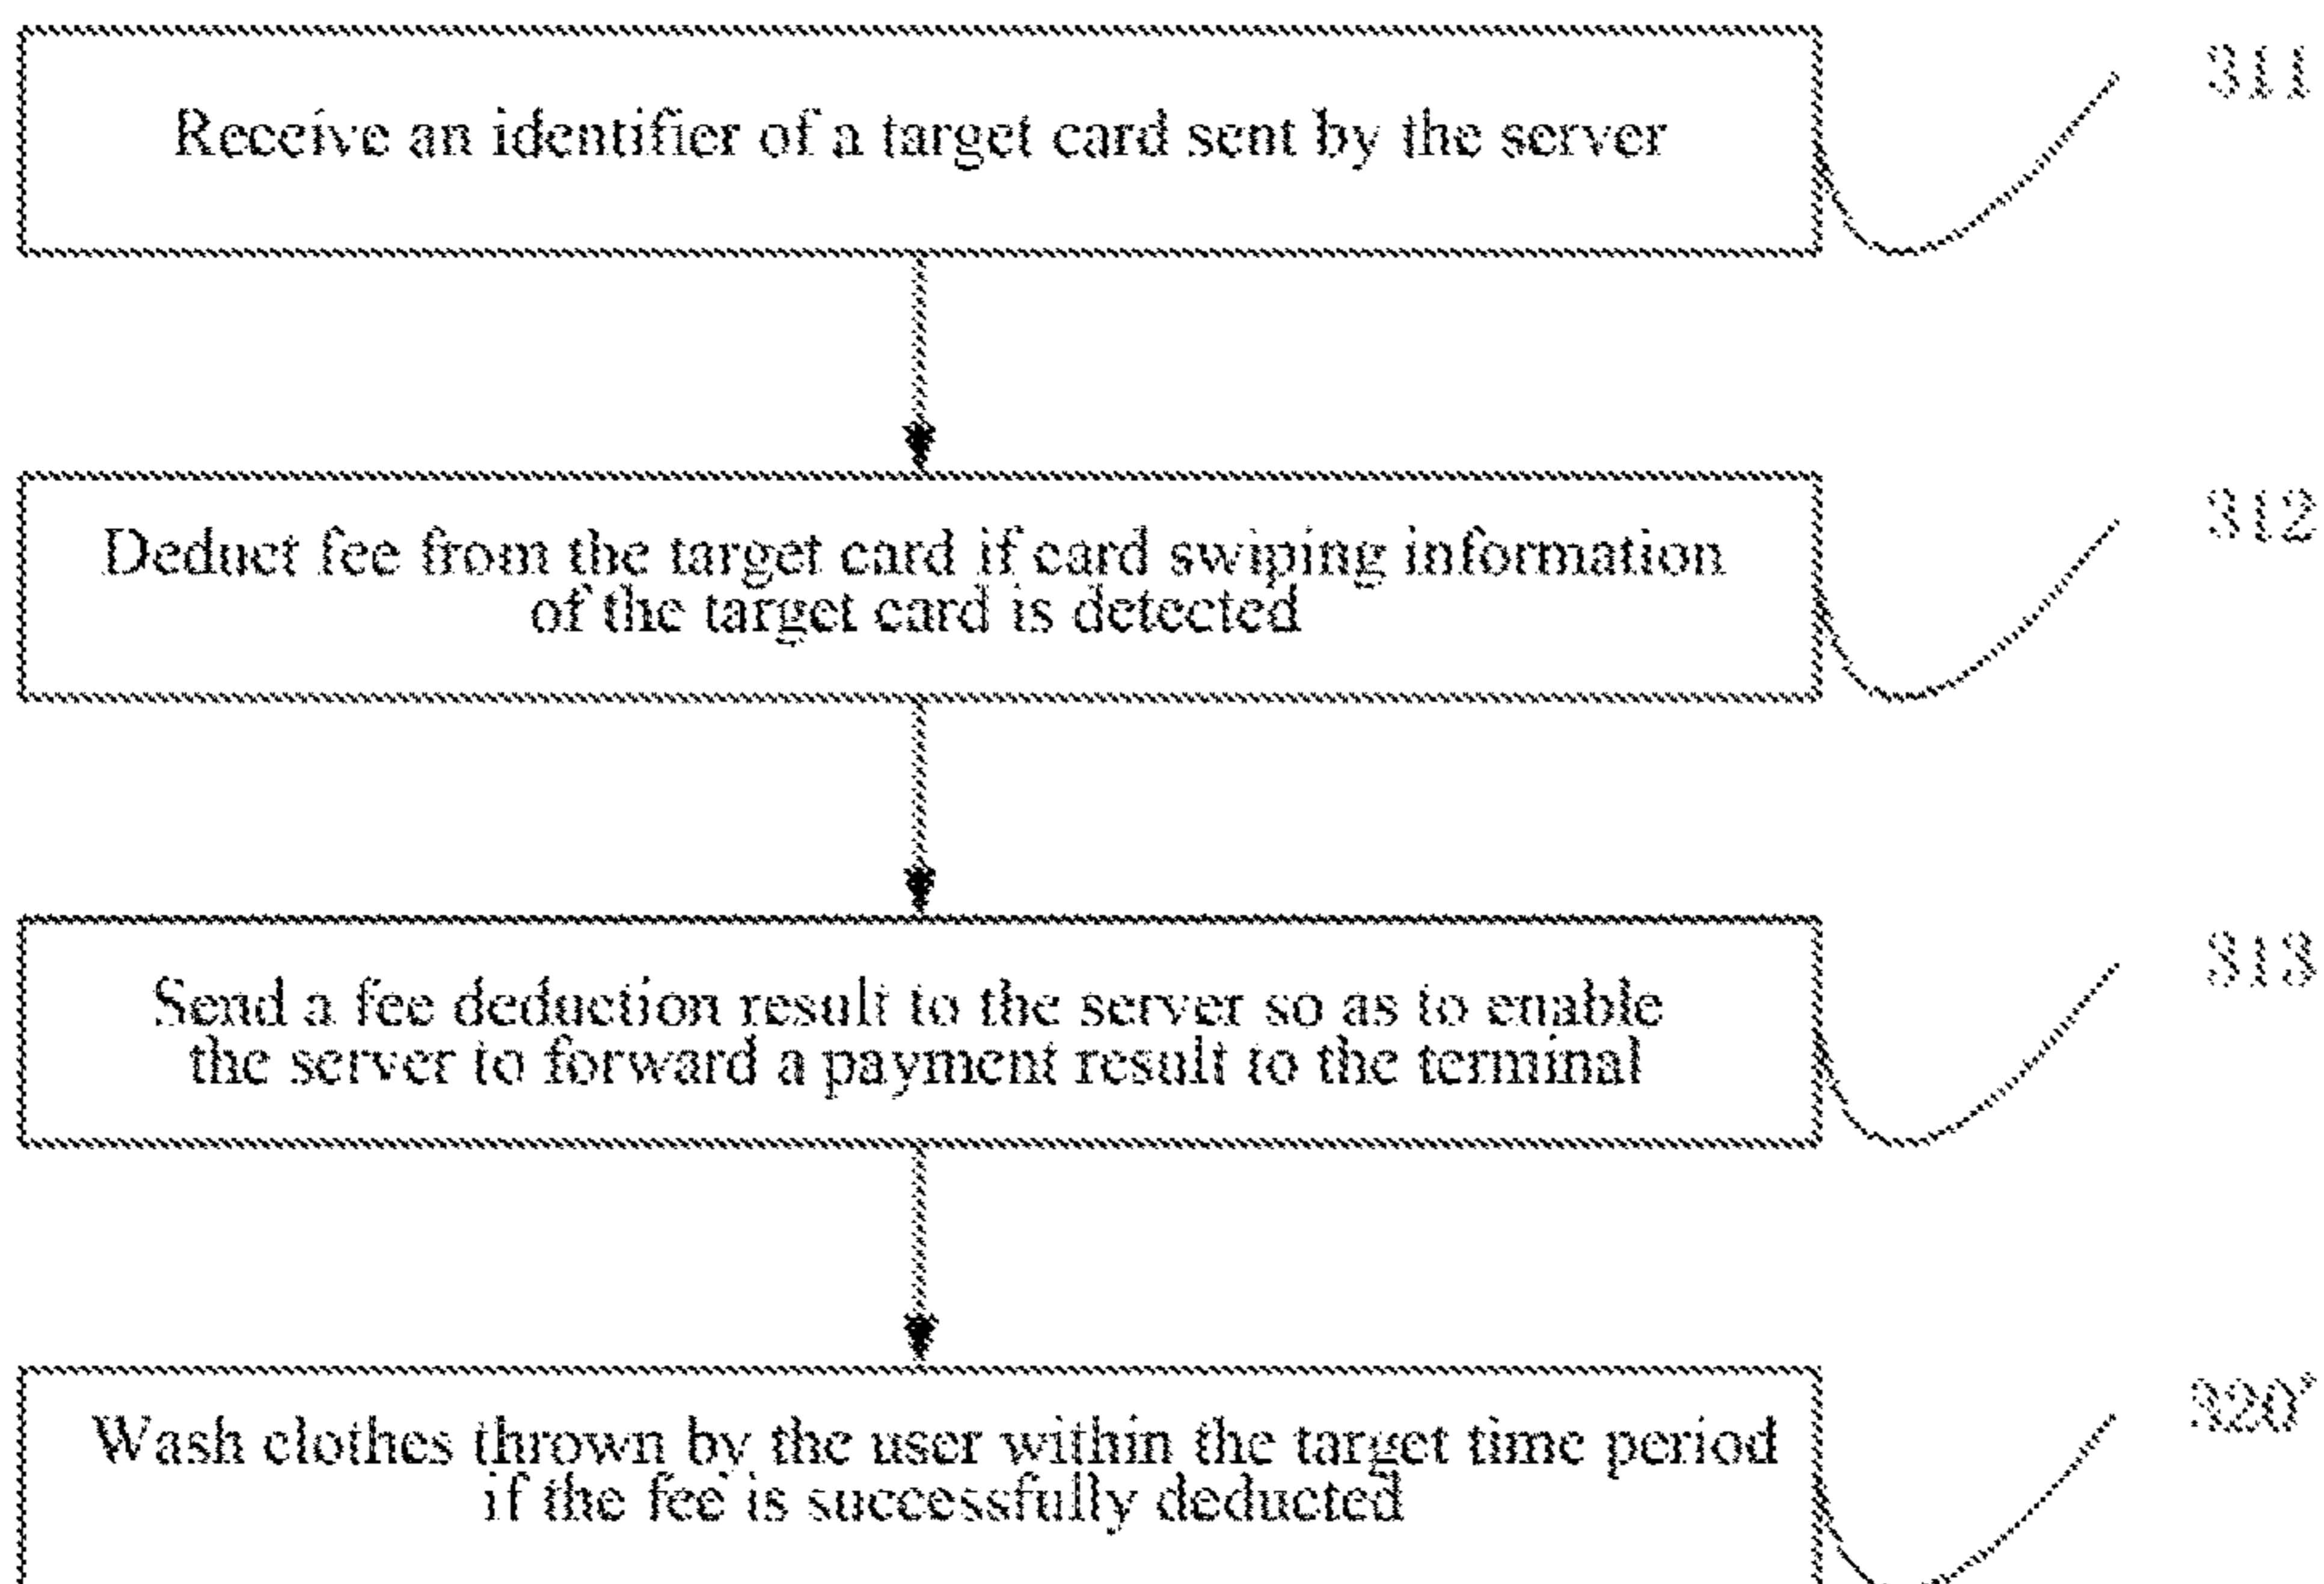 Receive an identifier of a target card sent by the server
311
Deduct fee from the target card if card swiping information
of the target card is detected
312
Send a fee deduction result to the server so as to enable
the server to forward a payment result to the terminal
313
Wash clothes thrown by the user within the target time period
if the fee is successfully deducted
320'